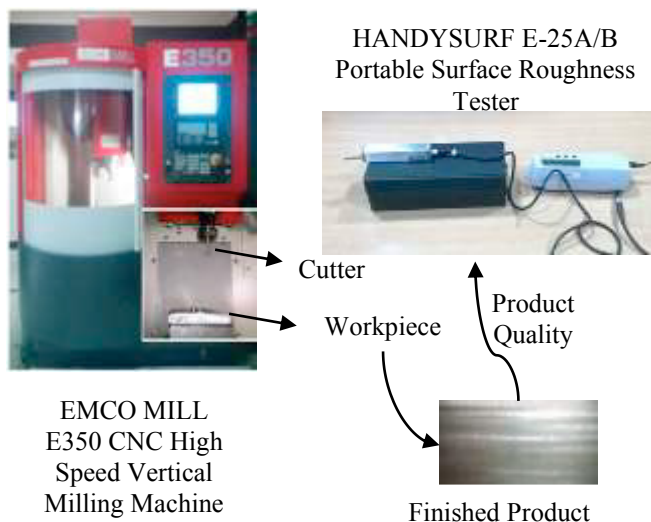 E350
HANDYSURF E-25A/B
Portable Surface Roughness
Tester
Cutter
Workpiece
Product
Quality
EMCO MILL
E350 CNC High
Speed Vertical
Milling Machine
Finished Product